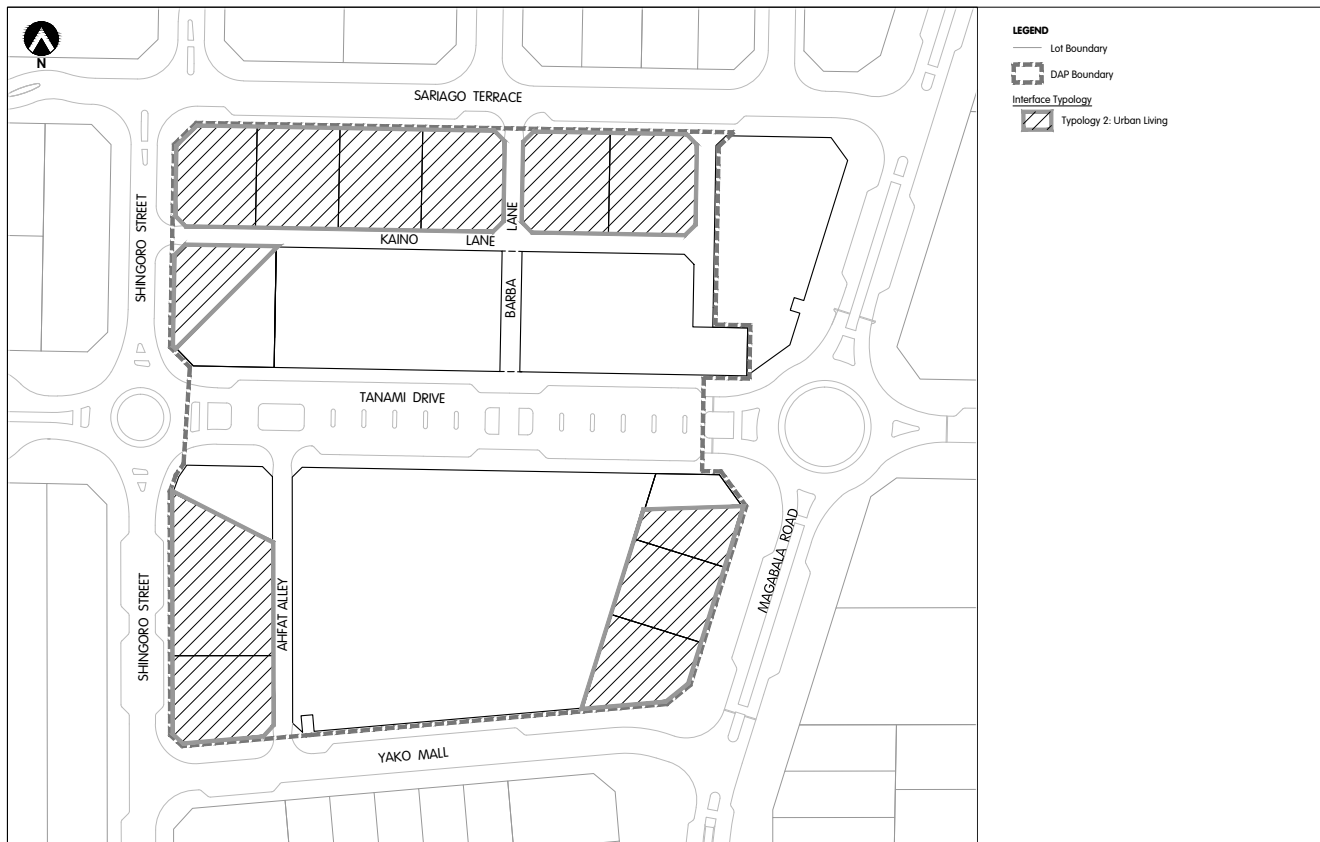 N
SARIAGO TERRACE
SHINGORO STREET
KAINO LANE
BARBA LANE
TANAMI DRIVE
SHINGORO STREET
AHFAT ALLEY
MAGABALA ROAD
YAKO MALL
LEGEND
Lot Boundary
DAP Boundary
Interface Typology
Typology 2: Urban Living